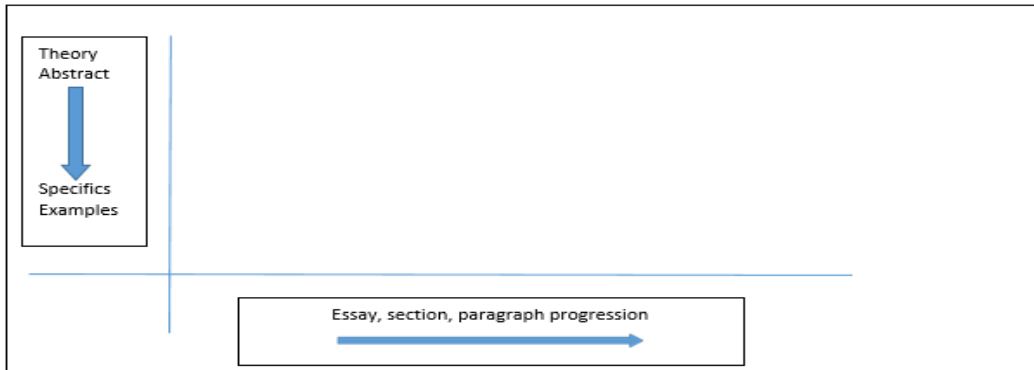 Theory
Abstract
Specifics
Examples
Essay, section, paragraph progression